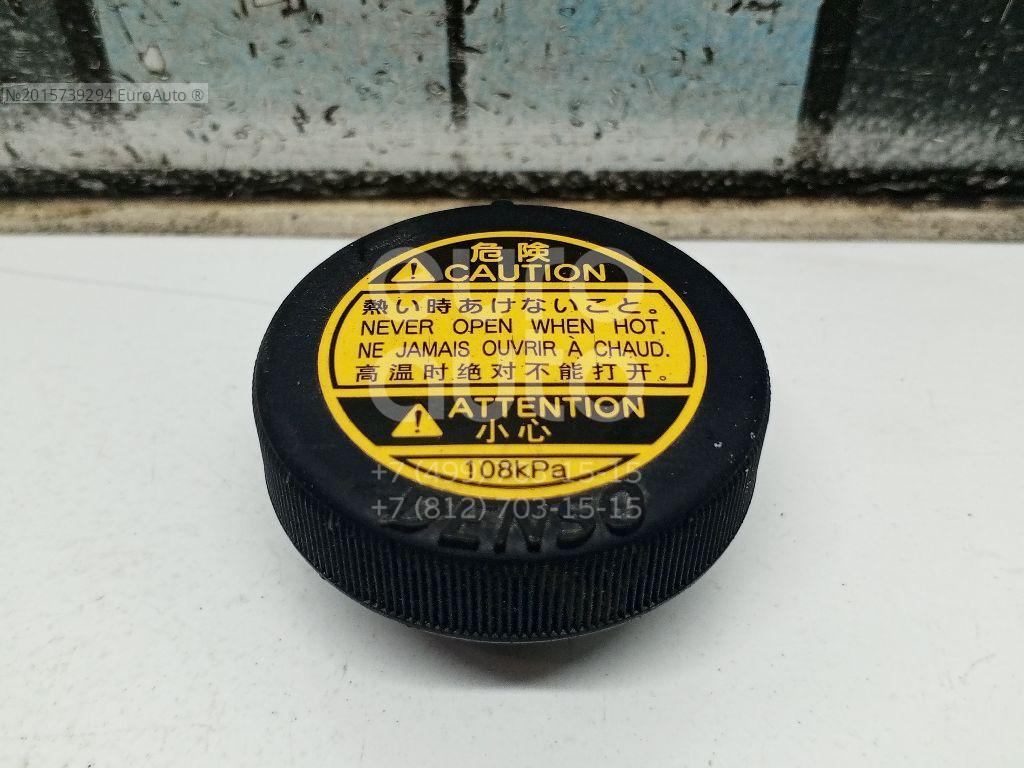 №2015739294 EuroAuto ®
危険
CAUTION
熱い時あけないこと。
NEVER OPEN WHEN HOT.
NE JAMAIS OUVRIR À CHAUD.
高温时绝对不能打开。
ATTENTION
小心
108kPa
DENSO
auto
+7 (812) 703-15-15